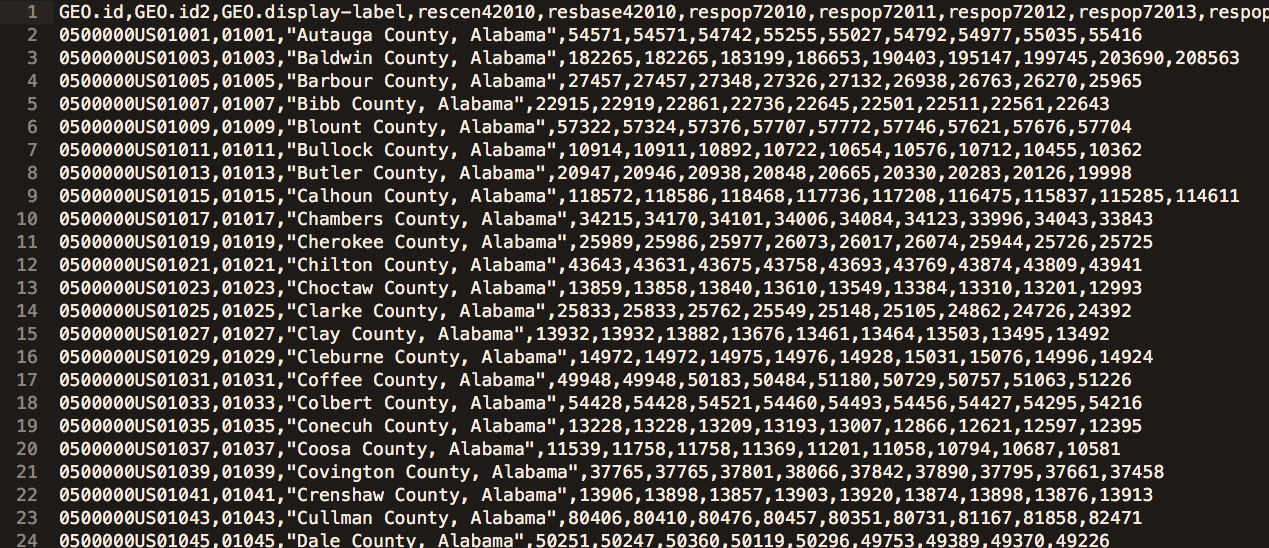 1 GEO.id,GEO.id2,GEO.display-label,rescen42010,resbase42010,respop72010,respop72011,respop72012,respop72013,respop
2 0500000US01001,01001,"Autauga County, Alabama",54571,54571,54742,55255,55027,54792,54977,55035,55416
3 0500000US01003,01003,"Baldwin County, Alabama",182265,182265,183199,186653,190403,195147,199745,203690,208563
4 0500000US01005,01005,"Barbour County, Alabama",27457,27457,27348,27326,27132,26938,26763,26270,25965
5 0500000US01007,01007,"Bibb County, Alabama",22915,22919,22861,22736,22645,22501,22511,22561,22643
6 0500000US01009,01009,"Blount County, Alabama",57322,57324,57376,57707,57772,57746,57621,57676,57704
7 0500000US01011,01011,"Bullock County, Alabama",10914,10911,10892,10722,10654,10576,10712,10455,10362
8 0500000US01013,01013,"Butler County, Alabama",20947,20946,20938,20848,20665,20330,20283,20126,19998
9 0500000US01015,01015,"Calhoun County, Alabama",118572,118586,118468,117736,117208,116475,115837,115285,114611
10 0500000US01017,01017,"Chambers County, Alabama",34215,34170,34101,34006,34084,34123,33996,34043,33843
11 0500000US01019,01019,"Cherokee County, Alabama",25989,25986,25977,26073,26017,26074,25944,25726,25725
12 0500000US01021,01021,"Chilton County, Alabama",43643,43631,43675,43758,43693,43769,43874,43809,43941
13 0500000US01023,01023,"Choctaw County, Alabama",13859,13858,13840,13610,13549,13384,13310,13201,12993
14 0500000US01025,01025,"Clarke County, Alabama",25833,25833,25762,25549,25148,25105,24862,24726,24392
15 0500000US01027,01027,"Clay County, Alabama",13932,13932,13882,13676,13461,13464,13503,13495,13492
16 0500000US01029,01029,"Cleburne County, Alabama",14972,14972,14975,14976,14928,15031,15076,14996,14924
17 0500000US01031,01031,"Coffee County, Alabama",49948,49948,50183,50484,51180,50729,50757,51063,51226
18 0500000US01033,01033,"Colbert County, Alabama",54428,54428,54521,54460,54493,54456,54427,54295,54216
19 0500000US01035,01035,"Conecuh County, Alabama",13228,13228,13209,13193,13007,12866,12621,12597,12395
20 0500000US01037,01037,"Coosa County, Alabama",11539,11758,11758,11369,11201,11058,10794,10687,10581
21 0500000US01039,01039,"Covington County, Alabama",37765,37765,37801,38066,37842,37890,37795,37661,37458
22 0500000US01041,01041,"Crenshaw County, Alabama",13906,13898,13857,13903,13920,13874,13898,13876,13913
23 0500000US01043,01043,"Cullman County, Alabama",80406,80410,80476,80457,80351,80731,81167,81858,82471
24 0500000US01045,01045,"Dale County, Alabama",50251,50247,50360,50119,50296,49753,49389,49370,49226